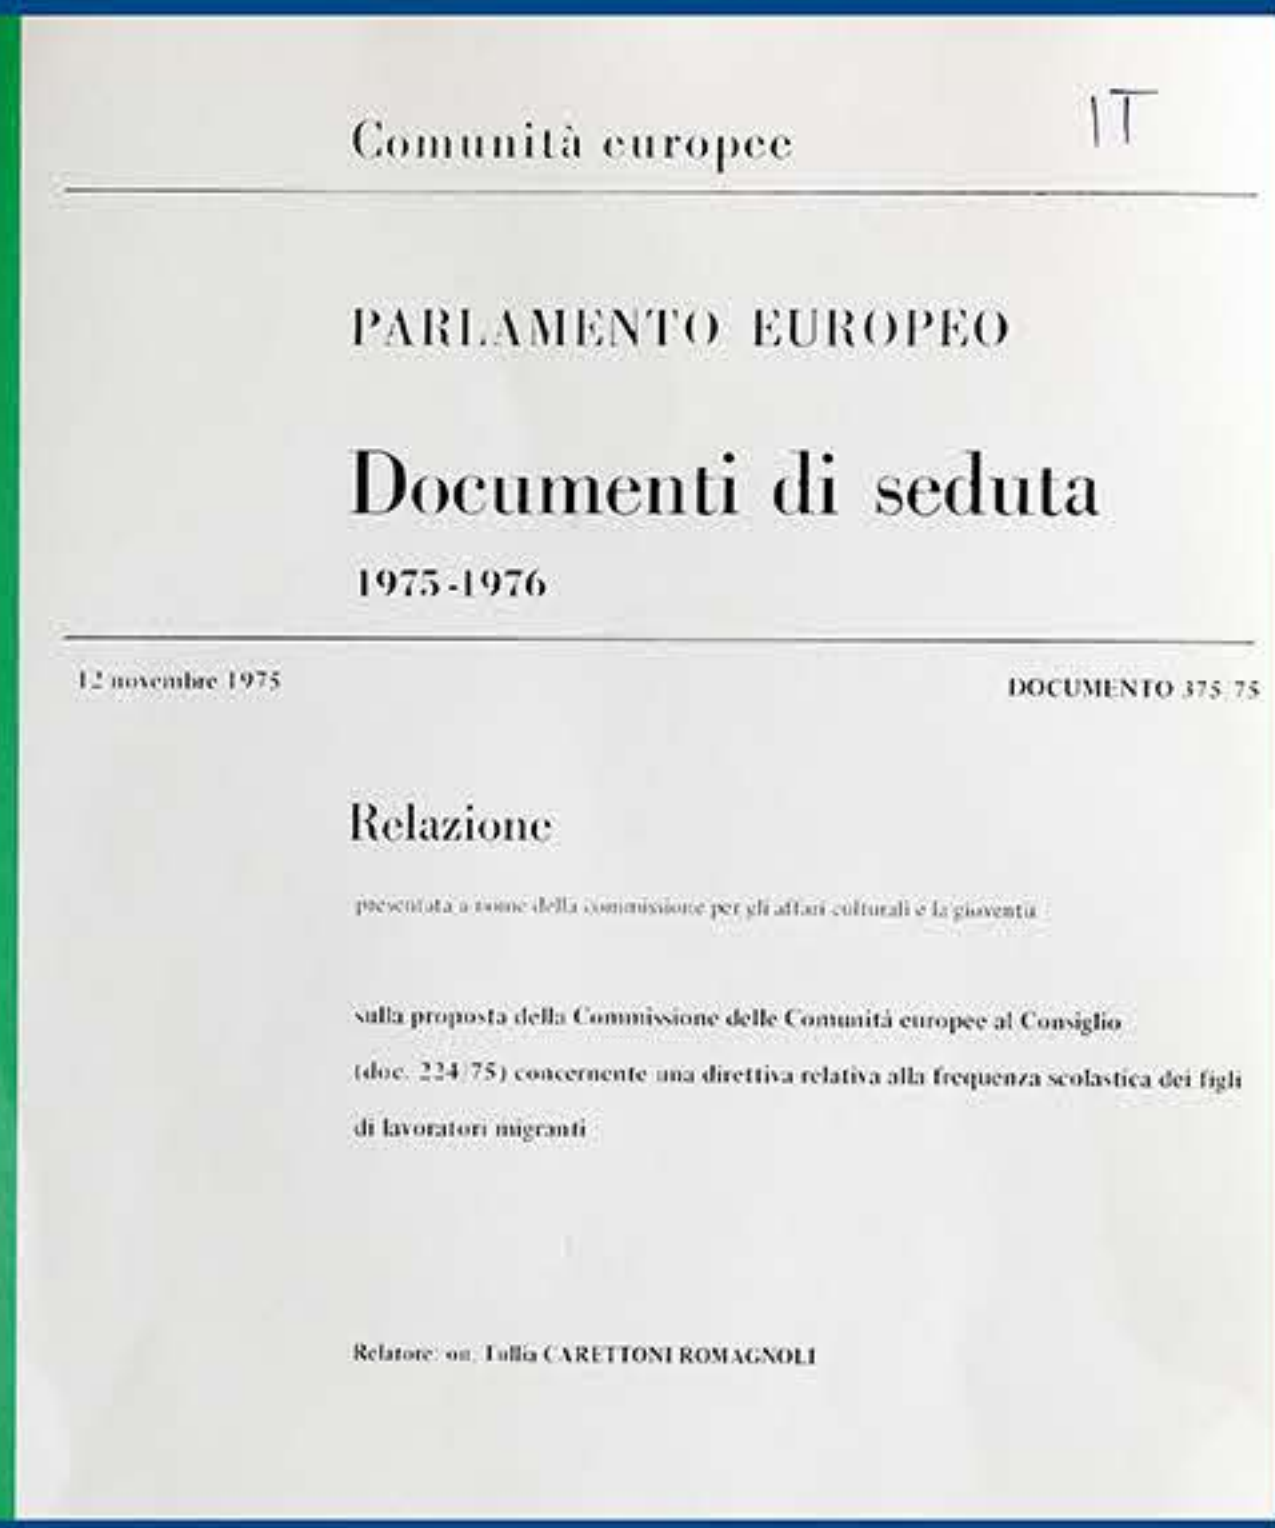 Comunità europee
IT
PARLAMENTO EUROPEO
Documenti di seduta
1975-1976
12 novembre 1975
DOCUMENTO 375/75
Relazione
presentata a nome della commissione per gli affari culturali e la gioventù
sulla proposta della Commissione delle Comunità europee al Consiglio
(doc. 224/75) concernente una direttiva relativa alla frequenza scolastica dei figli
di lavoratori migranti
Relatore: on. Tullia CARETTONI ROMAGNOLI